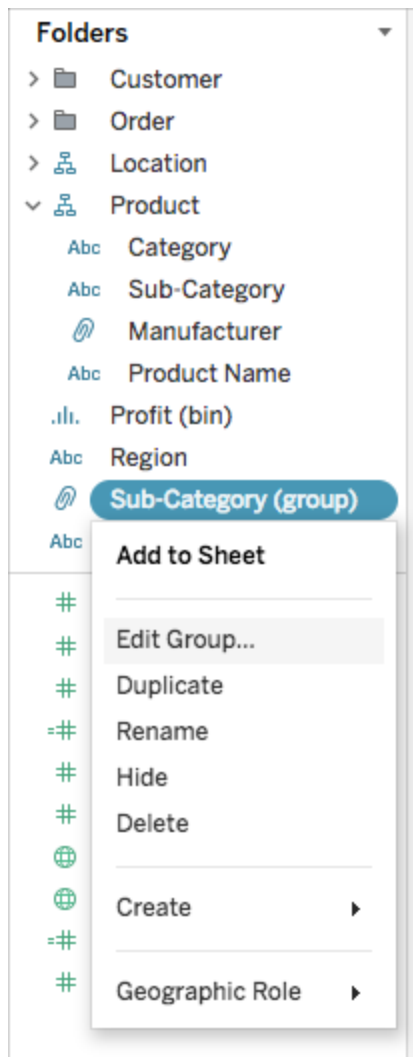 Folders
Customer
Order
Location
Product
Abc Category
Abc Sub-Category
Manufacturer
Abc Product Name
Profit (bin)
Abc Region
Sub-Category (group)
Abc
Add to Sheet
#
# Edit Group...
# Duplicate
=# Rename
# Hide
# Delete
Create
=#
# Geographic Role